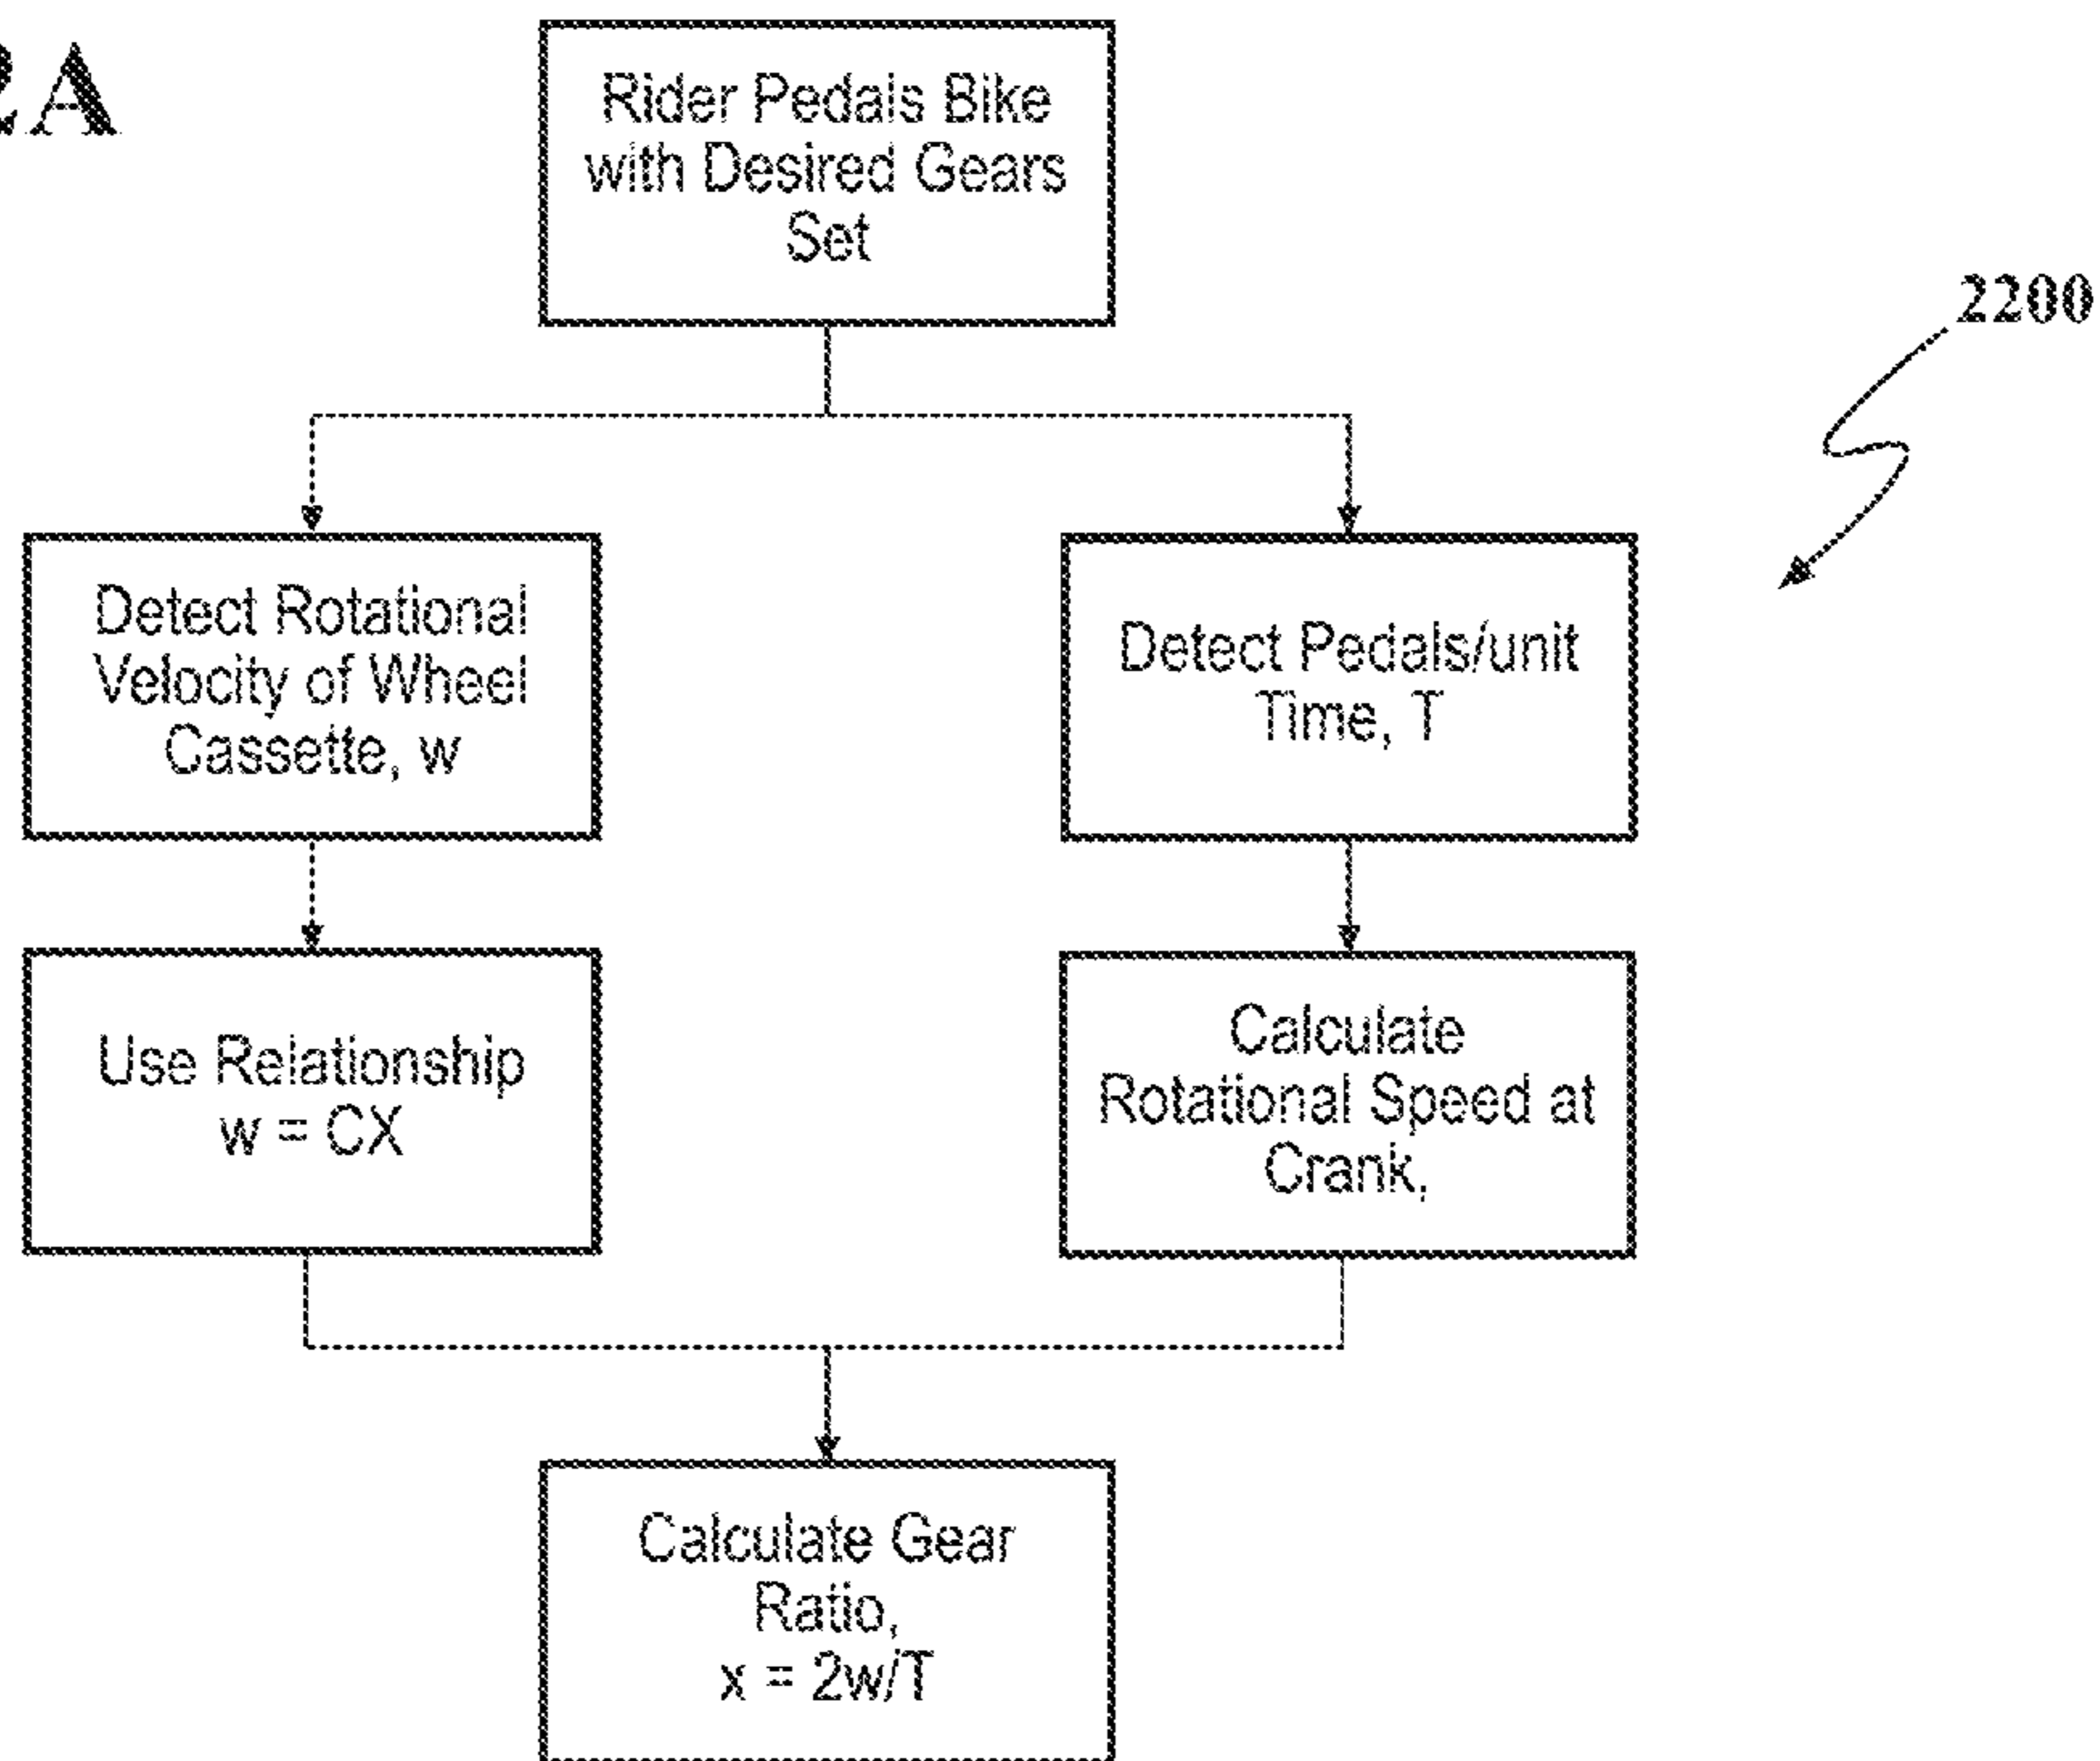 2A
Rider Pedals Bike
with Desired Gears
Set
2200
Detect Rotational
Velocity of Wheel
Cassette, w
Detect Pedals/unit
Time, T
Use Relationship
w = CX
Calculate
Rotational Speed at
Crank,
Calculate Gear
Ratio,
x = 2w/T